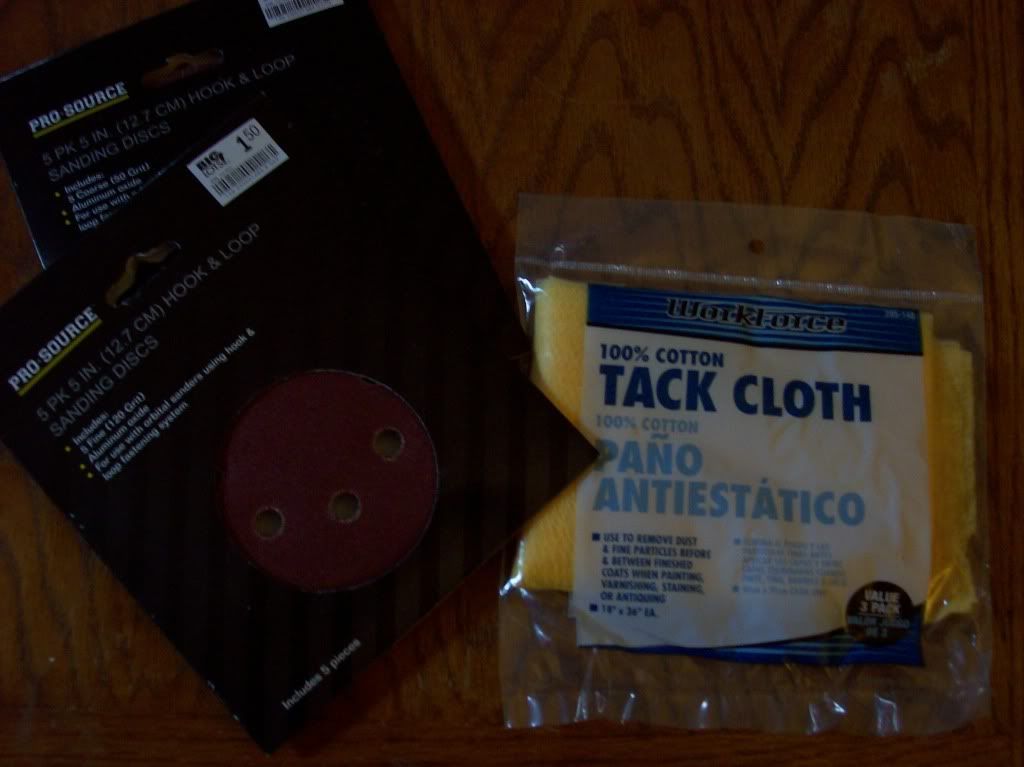 PRO-SOURCE
5 PK 5 IN. (12.7 CM) HOOK & LOOP
SANDING DISCS
Includes:
5 Coarse (50 Grit)
Aluminum oxide
For use with
loop
BIG
LOTS!
1 50
PRO-SOURCE
5 PK 5 IN. (12.7 CM) HOOK & LOOP
SANDING DISCS
Includes:
5 Fine (120 Grit)
Aluminum oxide
For use with orbital sanders using hook &
loop fastening system
Includes 5 pieces
WORKFORCE
100% COTTON
TACK CLOTH
100% COTTON
PAÑO
ANTIESTÁTICO
USE TO REMOVE DUST
& FINE PARTICLES BEFORE
& BETWEEN FINISHED
COATS WHEN PAINTING,
VARNISHING, STAINING,
OR ANTIQUING
18" x 36" EA.
VALUE
3 PACK
DE 3